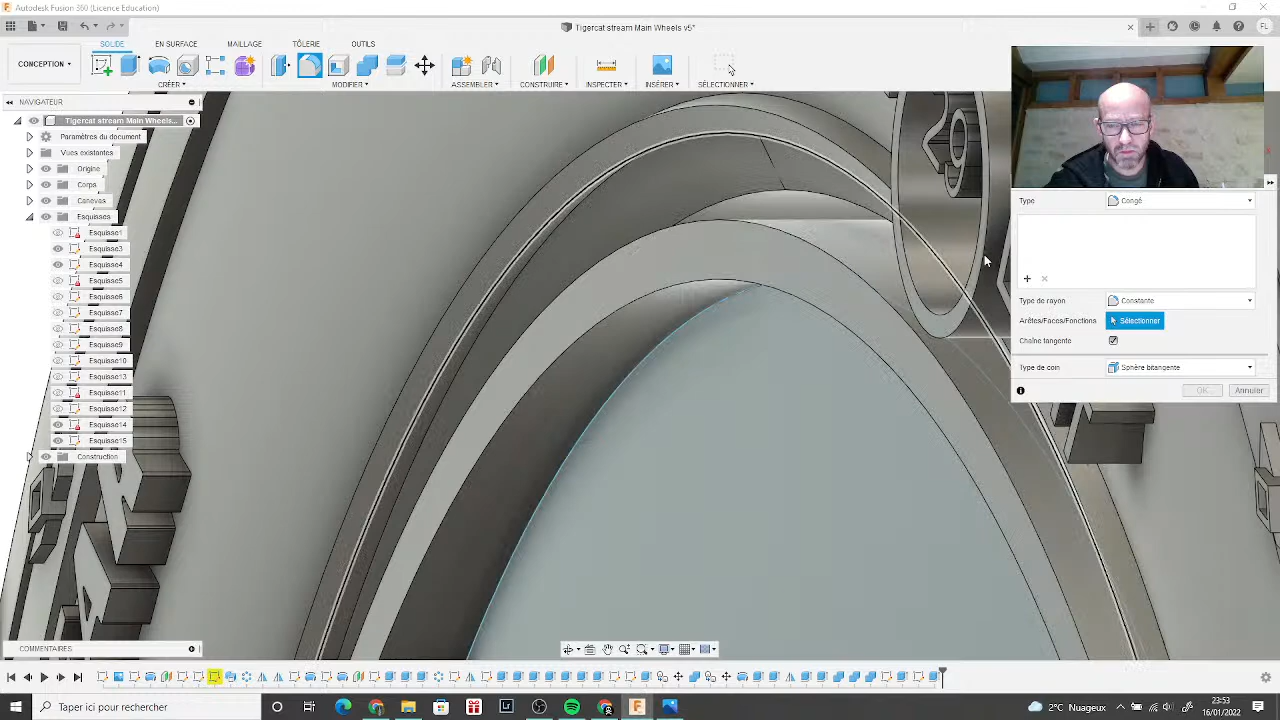 Autodesk Fusion 360 (Licence Education)
Tigercat stream Main Wheels v5*
FL
SOLIDE
EN SURFACE
MAILLAGE
TÔLERIE
OUTILS
CONCEPTION
CRÉER
MODIFIER
ASSEMBLER
CONSTRUIRE
INSPECTER
INSÉRER
SÉLECTIONNER
NAVIGATEUR
Tigercat stream Main Wheels...
Paramètres du document
Vues existantes
Origine
Corps
Canevas
Esquisses
Esquisse1
Esquisse3
Esquisse4
Esquisse5
Esquisse6
Esquisse7
Esquisse8
Esquisse9
Esquisse10
Esquisse13
Esquisse11
Esquisse12
Esquisse14
Esquisse15
Construction
Type
Congé
Type de rayon
Constante
Arêtes/Faces/Fonctions
Sélectionner
Chaîne tangente
Type de coin
Sphère bitangente
OK
Annuler
COMMENTAIRES
Taper ici pour rechercher
2°C Nuageux
23:53
16/01/2022